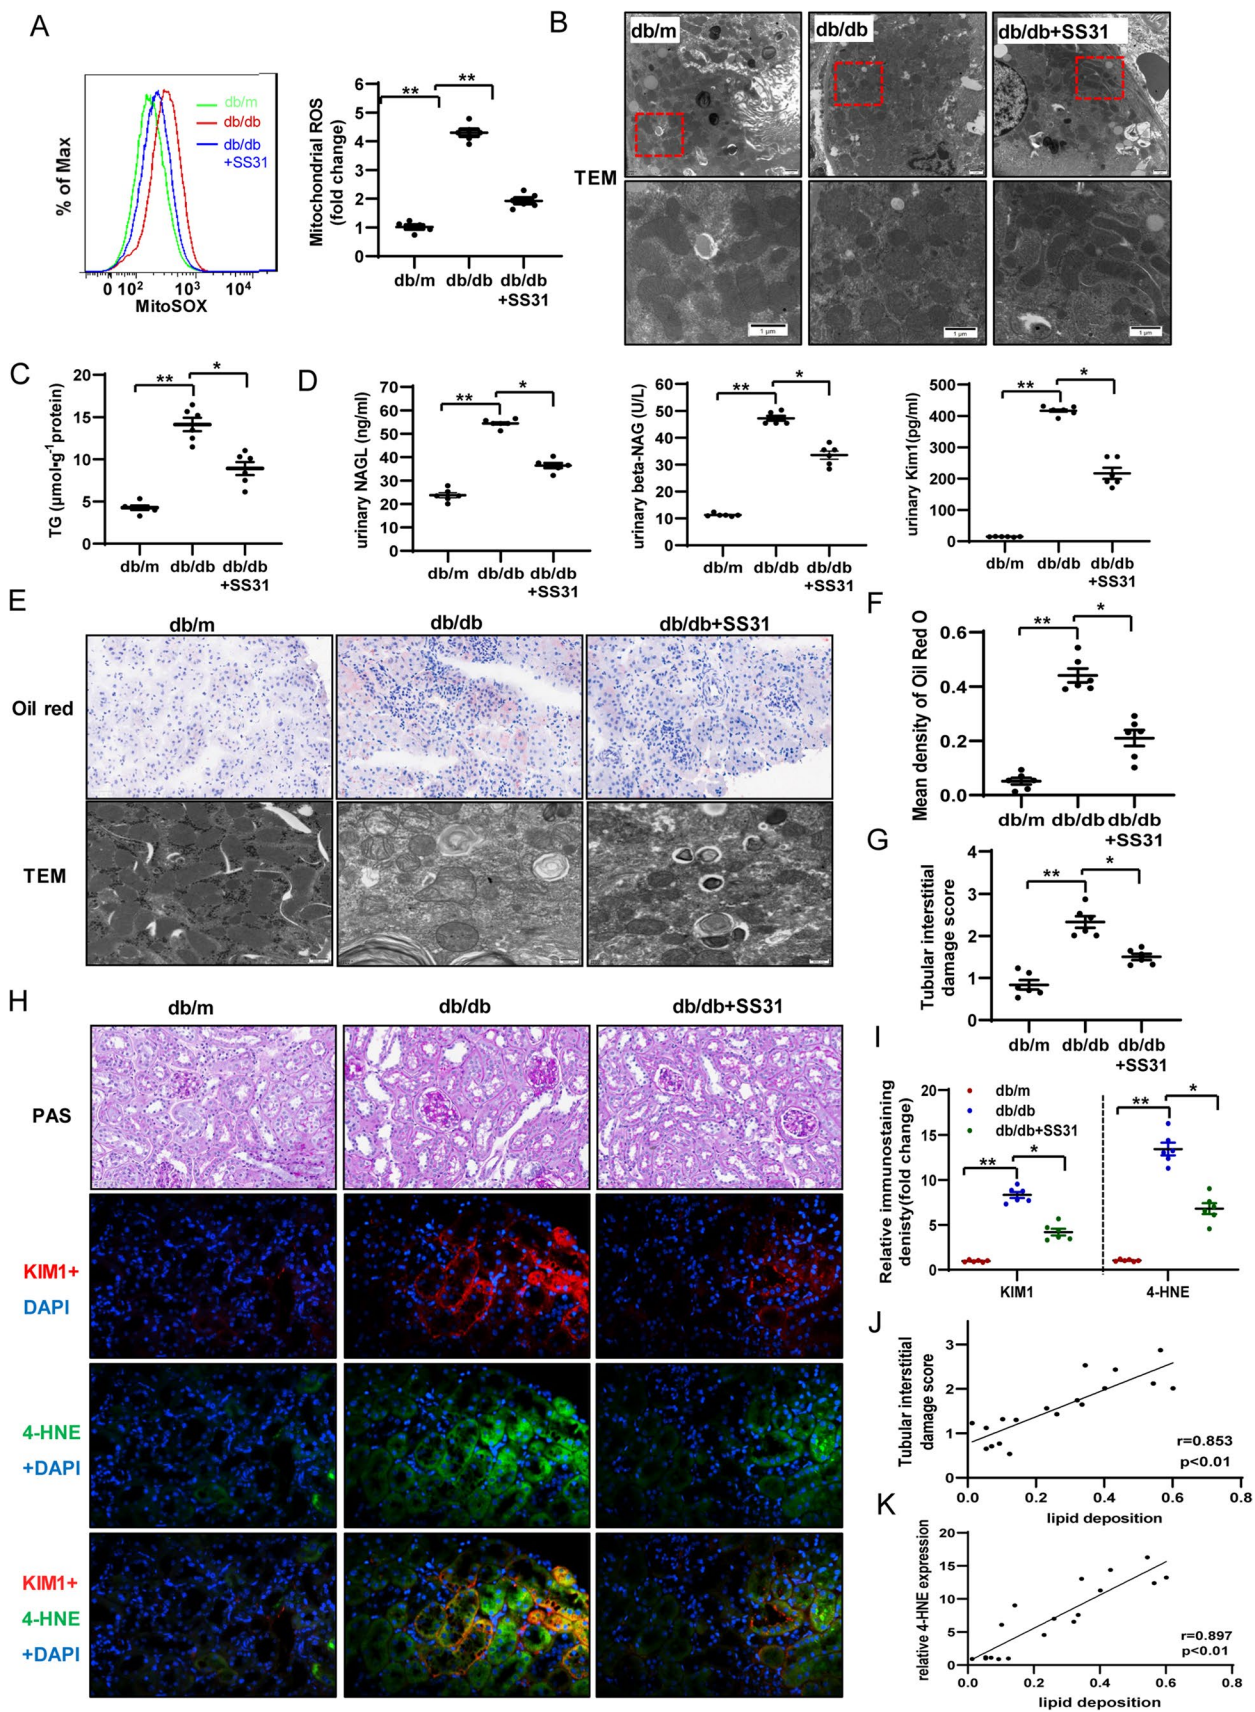 A
db/m
db/db
db/db
+SS31
% of Max
0 10²
10³
10⁴
MitoSOX
Mitochondrial ROS
(fold change)
6
5
4
3
2
1
0
**
**
db/m
db/db
db/db
+SS31
B
TEM
db/m
db/db
db/db+SS31
1 μm
1 μm
1 μm
C
TG (μmol•g⁻¹protein)
20
15
10
5
0
**
*
db/m
db/db
db/db
+SS31
D
urinary NAGL (ng/ml)
70
60
50
40
30
20
10
0
**
*
db/m
db/db
db/db
+SS31
urinary beta-NAG (U/L)
60
50
40
30
20
10
0
**
*
db/m
db/db
db/db
+SS31
urinary Kim1(pg/ml)
500
400
300
200
100
0
**
*
db/m
db/db
db/db
+SS31
E
db/m
db/db
db/db+SS31
Oil red
TEM
F
Mean density of Oil Red O
0.6
0.4
0.2
0.0
**
*
db/m
db/db
db/db
+SS31
G
Tubular interstitial
damage score
4
3
2
1
0
**
*
db/m
db/db
db/db
+SS31
H
db/m
db/db
db/db+SS31
PAS
KIM1+
DAPI
4-HNE
+DAPI
KIM1+
4-HNE
+DAPI
I
Relative immunostaining
denisty(fold change)
20
15
10
5
0
db/m
db/db
db/db+SS31
**
*
**
*
KIM1
4-HNE
J
Tubular interstitial
damage score
3
2
1
0
r=0.853
p<0.01
0.0
0.2
0.4
0.6
0.8
lipid deposition
K
relative 4-HNE expression
20
15
10
5
0
r=0.897
p<0.01
0.0
0.2
0.4
0.6
0.8
lipid deposition